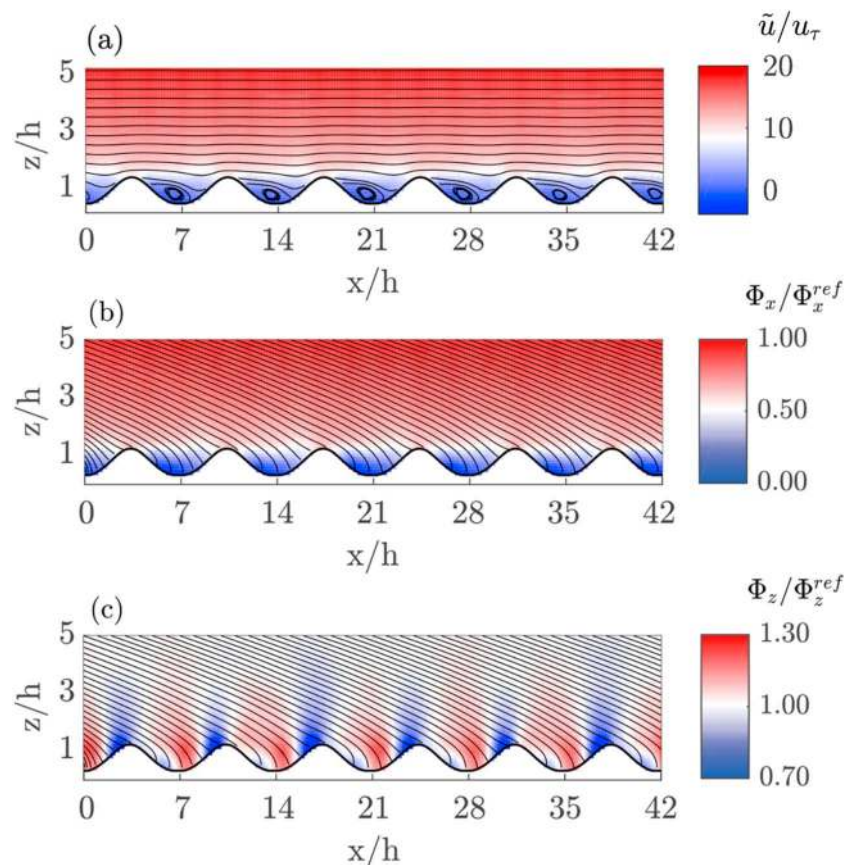 (a)
ũ/u_τ
z/h
5
3
1
0 7 14 21 28 35 42
x/h
20
10
0
(b)
Φ_x/Φ_x^{ref}
z/h
5
3
1
0 7 14 21 28 35 42
x/h
1.00
0.50
0.00
(c)
Φ_z/Φ_z^{ref}
z/h
5
3
1
0 7 14 21 28 35 42
x/h
1.30
1.00
0.70